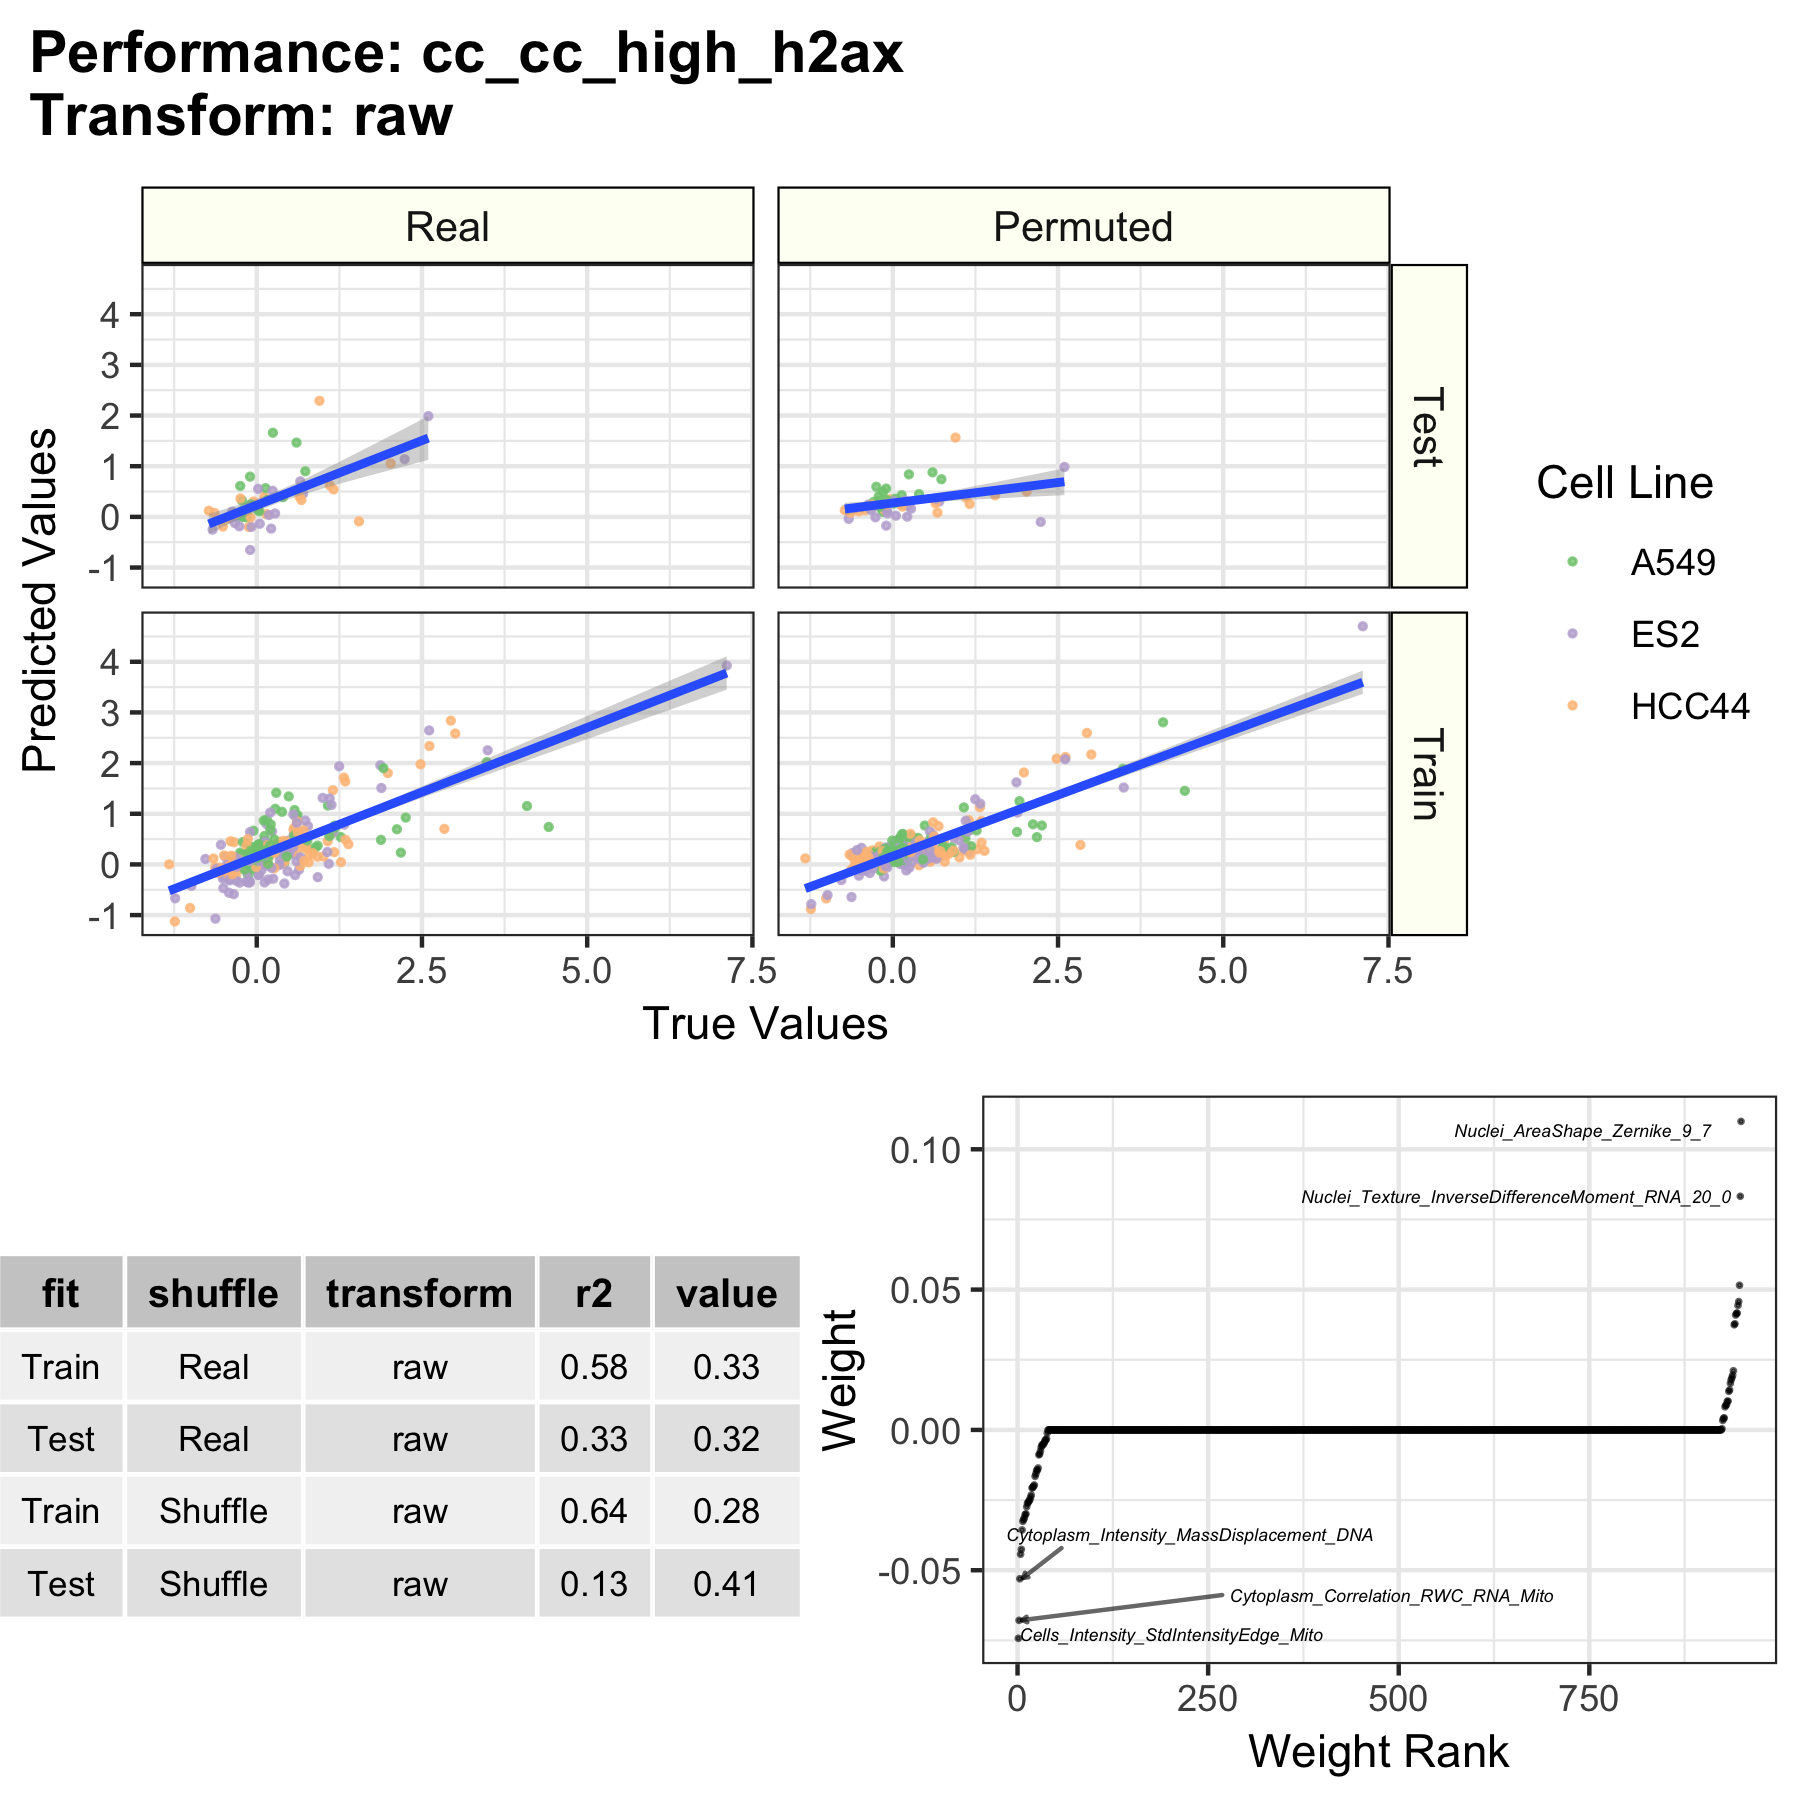 Performance: cc_cc_high_h2ax
Transform: raw
Real
Permuted
4
3
2
1
0
-1
Test
4
3
2
1
0
-1
Train
Predicted Values
0.0
2.5
5.0
7.5
0.0
2.5
5.0
7.5
True Values
Cell Line
A549
ES2
HCC44
fit shuffle transform r2 value
Train Real raw 0.58 0.33
Test Real raw 0.33 0.32
Train Shuffle raw 0.64 0.28
Test Shuffle raw 0.13 0.41
Weight
0.10
0.05
0.00
-0.05
Nuclei_AreaShape_Zernike_9_7
Nuclei_Texture_InverseDifferenceMoment_RNA_20_0
Cytoplasm_Intensity_MassDisplacement_DNA
Cytoplasm_Correlation_RWC_RNA_Mito
Cells_Intensity_StdIntensityEdge_Mito
0
250
500
750
Weight Rank